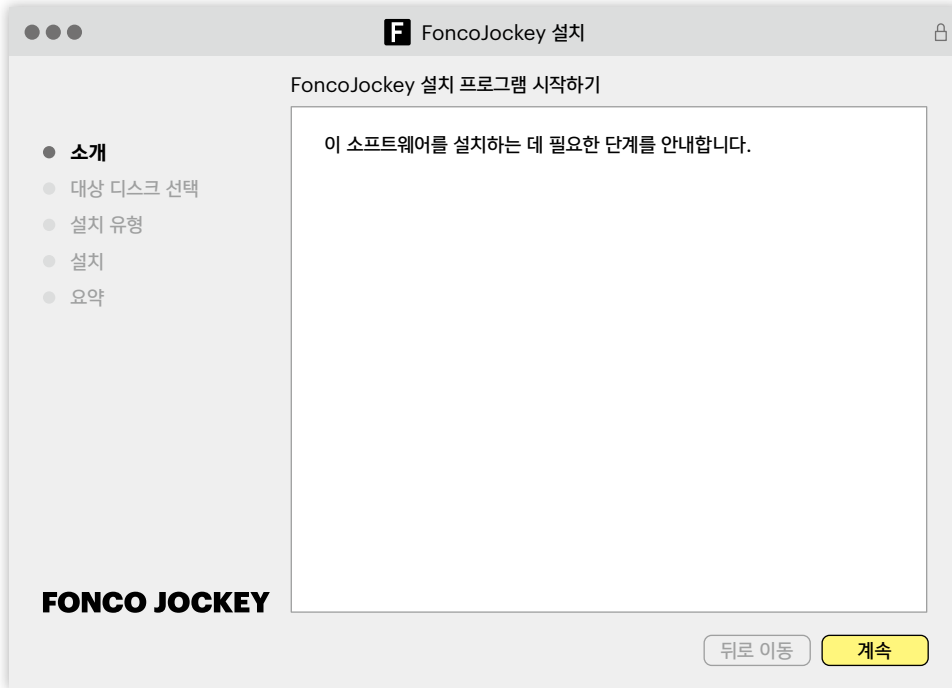 F FoncoJockey 설치
FoncoJockey 설치 프로그램 시작하기
소개
대상 디스크 선택
설치 유형
설치
요약
이 소프트웨어를 설치하는 데 필요한 단계를 안내합니다.
FONCO JOCKEY
뒤로 이동
계속